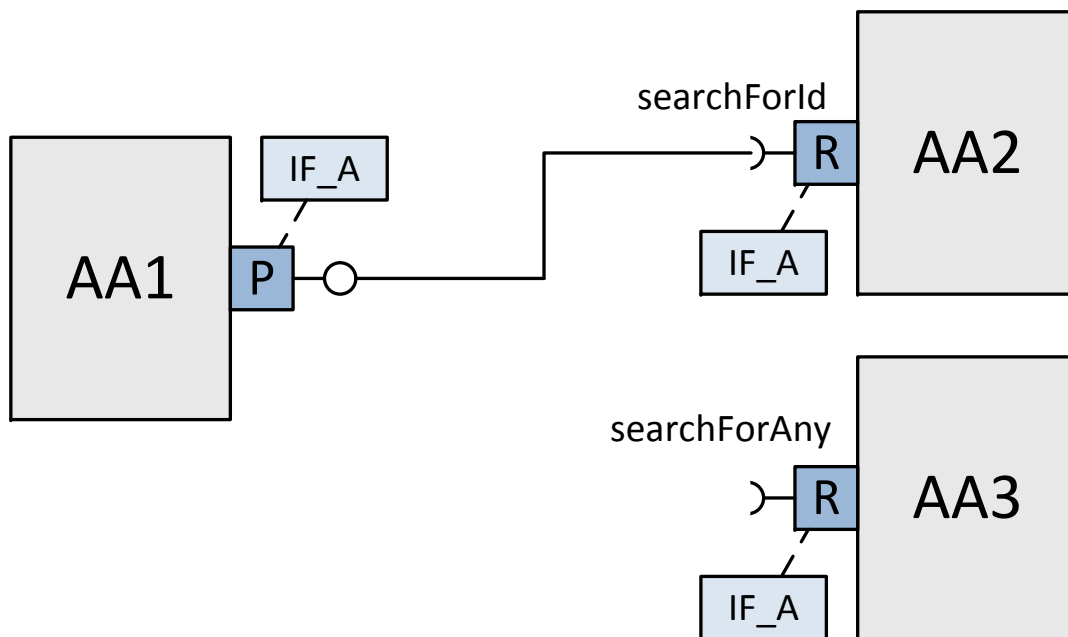 searchForId
IF_A
R
AA2
AA1
P
IF_A
searchForAny
R
AA3
IF_A